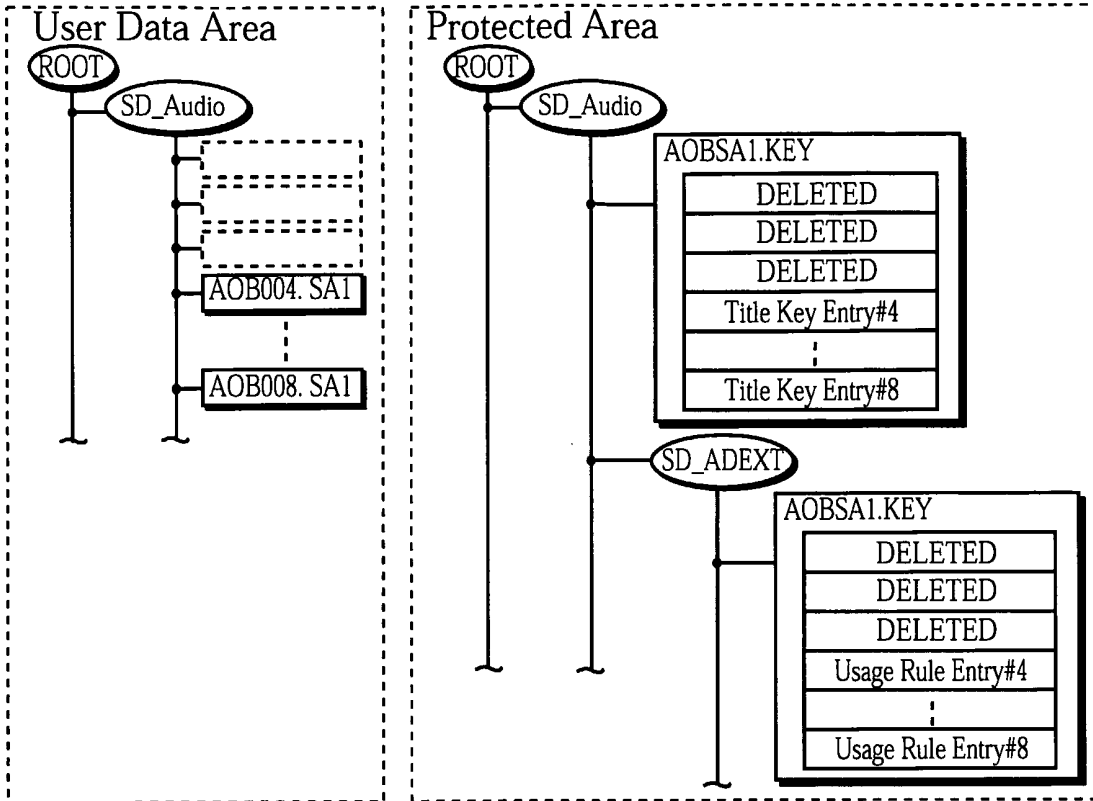 User Data Area
ROOT
SD_Audio
AOB004. SA1
AOB008. SA1
Protected Area
ROOT
SD_Audio
AOBSA1.KEY
DELETED
DELETED
DELETED
Title Key Entry#4
Title Key Entry#8
SD_ADEXT
AOBSA1.KEY
DELETED
DELETED
DELETED
Usage Rule Entry#4
Usage Rule Entry#8